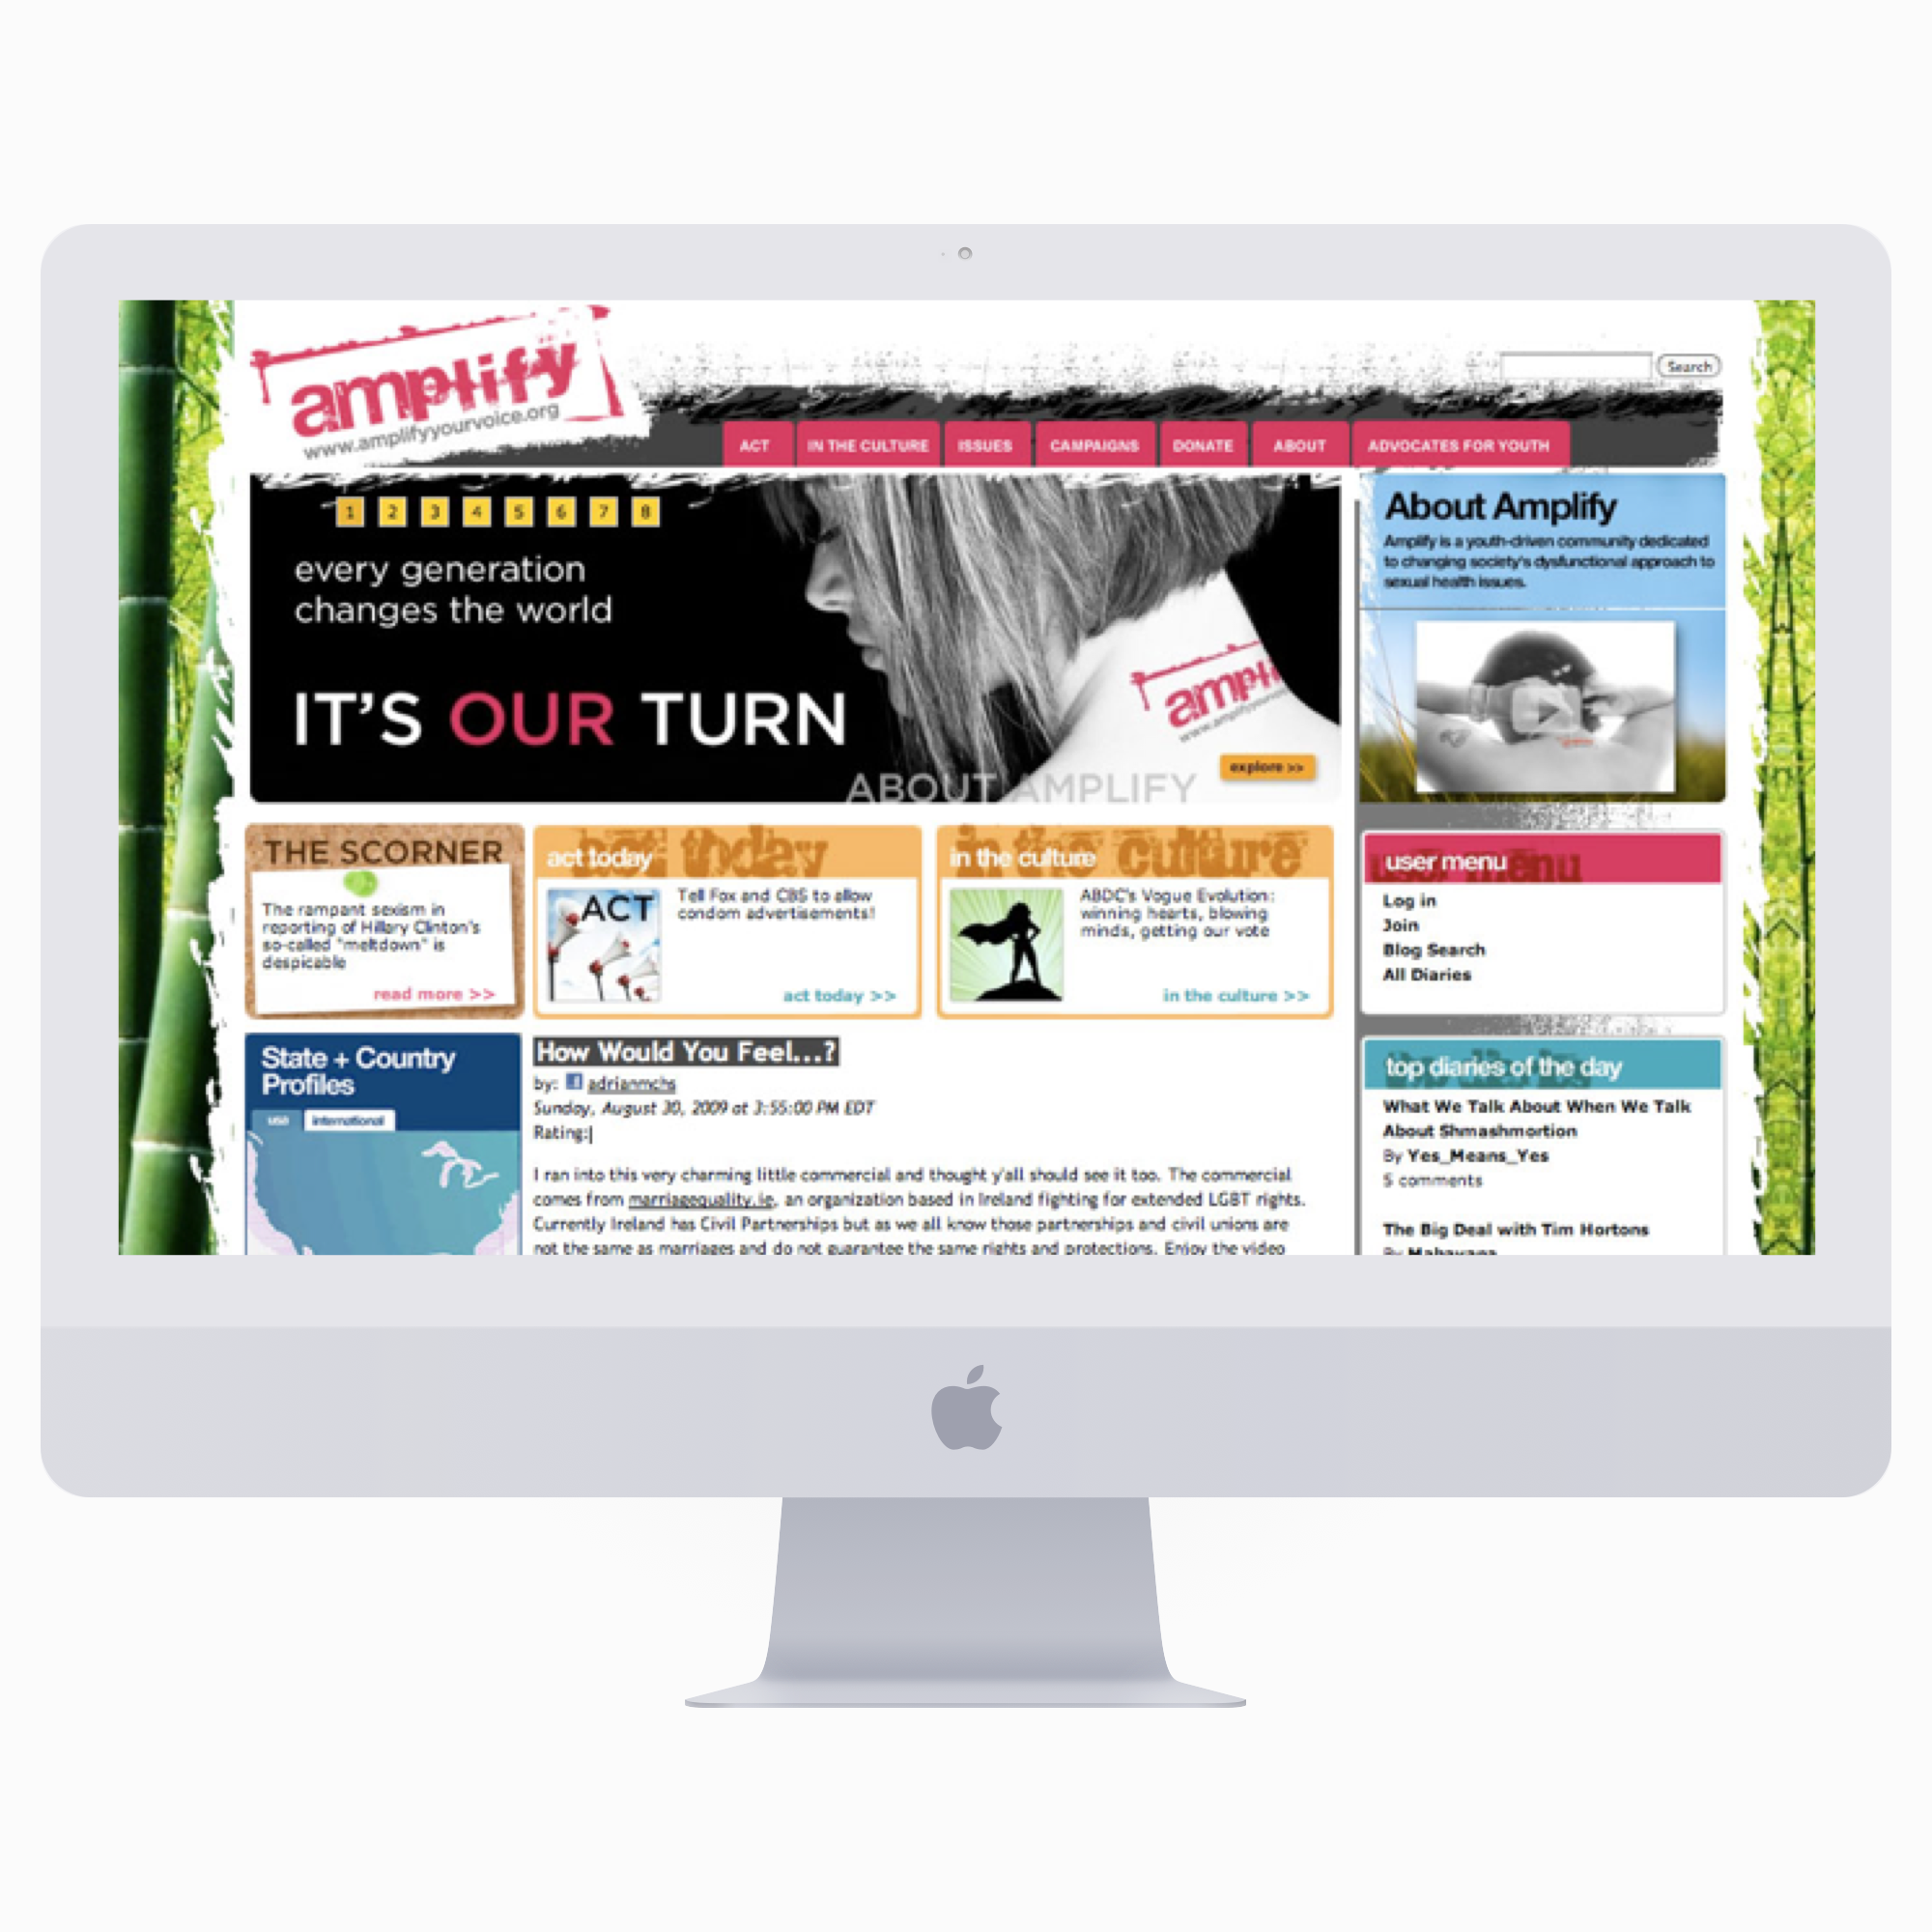 amplify
www.amplifyyourvoice.org
Search
ACT IN THE CULTURE ISSUES CAMPAIGNS DONATE ABOUT ADVOCATES FOR YOUTH
1 2 3 4 5 6 7 8
every generation
changes the world
IT'S OUR TURN
ampli
ABOUT AMPLIFY
explore >>
About Amplify
Amplify is a youth-driven community dedicated
to changing society's dysfunctional approach to
sexual health issues.
THE SCORNER
The rampant sexism in
reporting of Hillary Clinton's
so-called "meltdown" is
despicable
read more >>
act today
act today
ACT
Tell Fox and CBS to allow
condom advertisements!
act today >>
in the culture
in the culture
ABDC's Vogue Evolution:
winning hearts, blowing
minds, getting our vote
in the culture >>
user menu
user menu
Log in
Join
Blog Search
All Diaries
State + Country
Profiles
usa international
How Would You Feel...?
by: adrianmchs
Sunday, August 30, 2009 at 3:55:00 PM EDT
Rating:|
I ran into this very charming little commercial and thought y'all should see it too. The commercial
comes from marriagequality.ie, an organization based in Ireland fighting for extended LGBT rights.
Currently Ireland has Civil Partnerships but as we all know those partnerships and civil unions are
not the same as marriages and do not guarantee the same rights and protections. Enjoy the video
top diaries of the day
What We Talk About When We Talk
About Shmashmortion
By Yes_Means_Yes
5 comments
The Big Deal with Tim Hortons
By